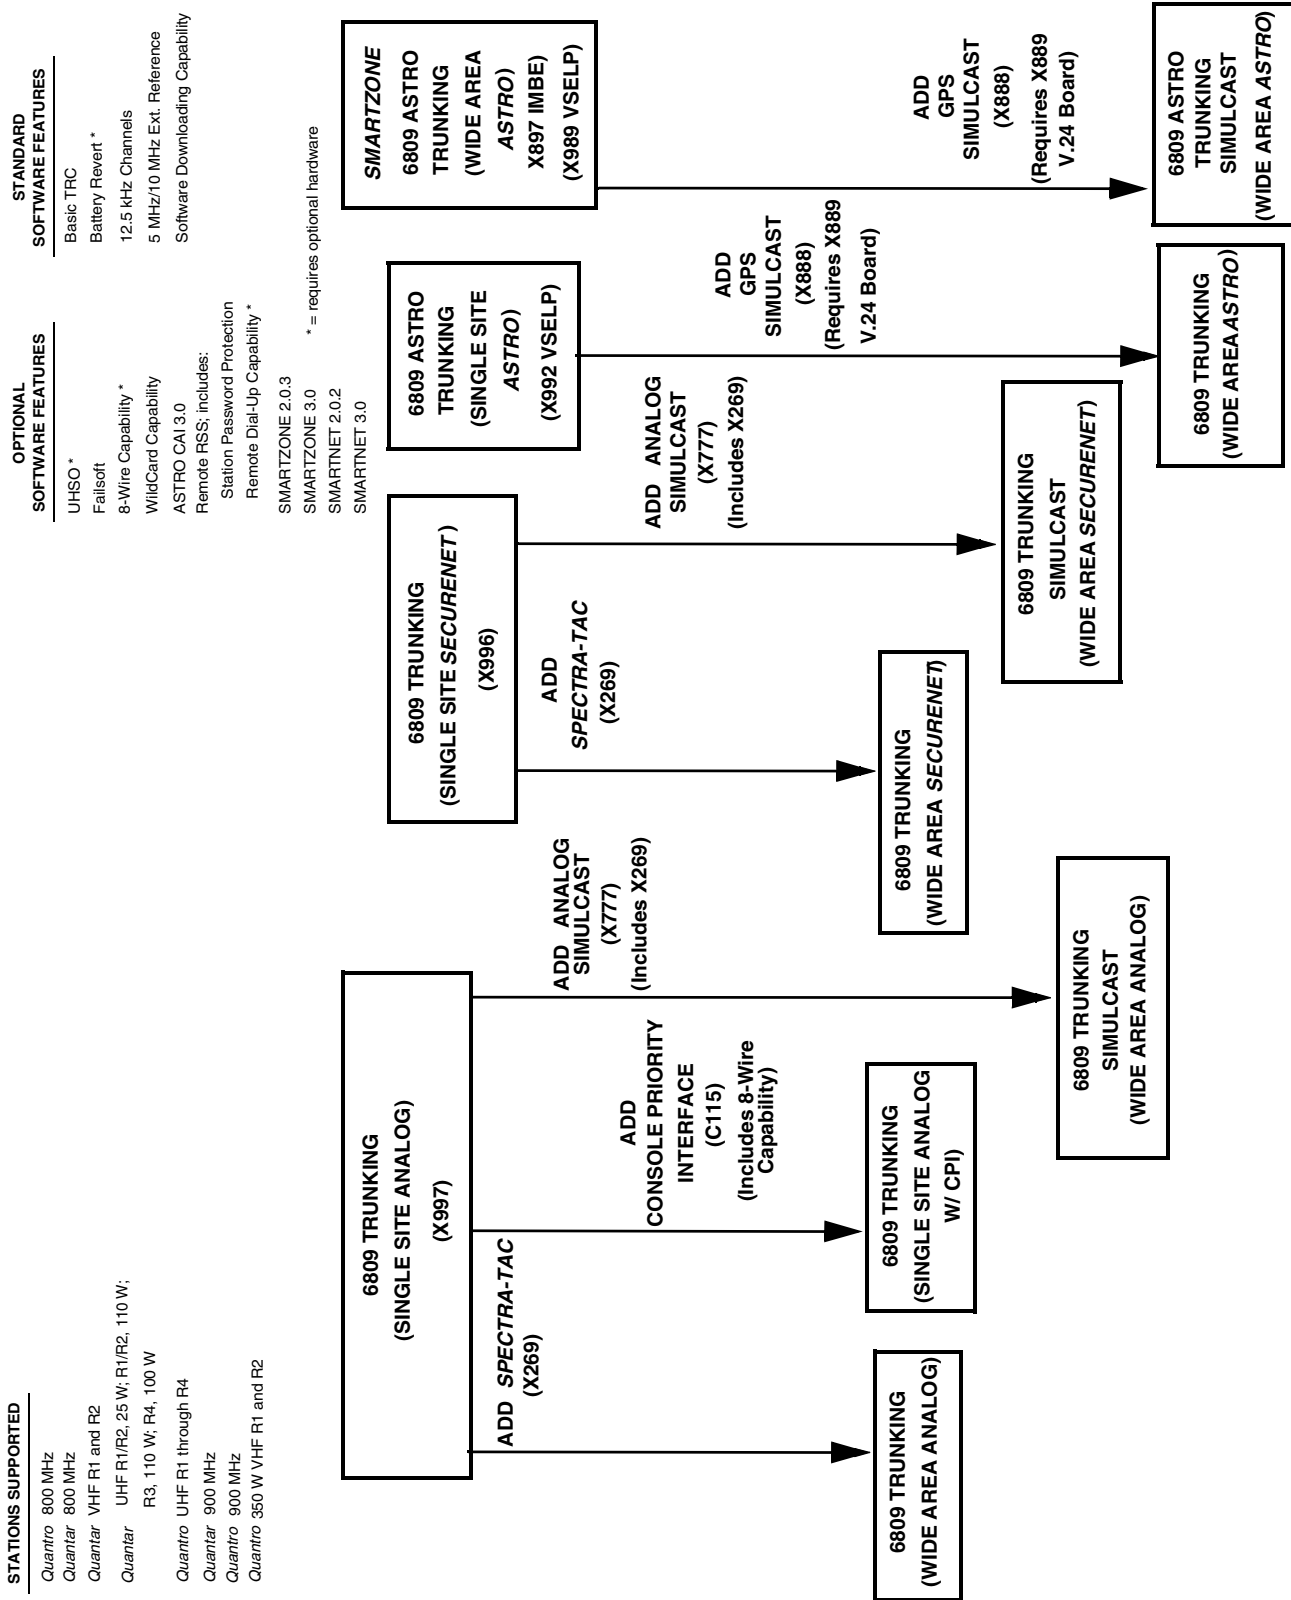 STATIONS SUPPORTED
Quantro 800 MHz
Quantar 800 MHz
Quantar VHF R1 and R2
Quantar UHF R1/R2, 25 W; R1/R2, 110 W;
R3, 110 W; R4, 100 W
Quantro UHF R1 through R4
Quantar 900 MHz
Quantro 900 MHz
Quantro 350 W VHF R1 and R2
OPTIONAL
SOFTWARE FEATURES
UHSO *
Failsoft
8-Wire Capability *
WildCard Capability
ASTRO CAI 3.0
Remote RSS; includes:
Station Password Protection
Remote Dial-Up Capability *
SMARTZONE 2.0.3
SMARTZONE 3.0
SMARTNET 2.0.2
SMARTNET 3.0
STANDARD
SOFTWARE FEATURES
Basic TRC
Battery Revert *
12.5 kHz Channels
5 MHz/10 MHz Ext. Reference
Software Downloading Capability
* = requires optional hardware
6809 TRUNKING
(SINGLE SITE ANALOG)
(X997)
ADD SPECTRA-TAC
(X269)
6809 TRUNKING
(WIDE AREA ANALOG)
ADD
CONSOLE PRIORITY
INTERFACE
(C115)
(Includes 8-Wire
Capability)
6809 TRUNKING
(SINGLE SITE ANALOG
W/ CPI)
ADD ANALOG
SIMULCAST
(X777)
(Includes X269)
6809 TRUNKING
SIMULCAST
(WIDE AREA ANALOG)
6809 TRUNKING
(SINGLE SITE SECURENET )
(X996)
ADD
SPECTRA-TAC
(X269)
6809 TRUNKING
(WIDE AREA SECURENET)
ADD ANALOG
SIMULCAST
(X777)
(Includes X269)
6809 TRUNKING
SIMULCAST
(WIDE AREA SECURENET)
6809 ASTRO
TRUNKING
(SINGLE SITE
ASTRO)
(X992 VSELP)
ADD
GPS
SIMULCAST
(X888)
(Requires X889
V.24 Board)
6809 TRUNKING
(WIDE AREA ASTRO)
SMARTZONE
6809 ASTRO
TRUNKING
(WIDE AREA
ASTRO)
X897 IMBE)
(X989 VSELP)
ADD
GPS
SIMULCAST
(X888)
(Requires X889
V.24 Board)
6809 ASTRO
TRUNKING
SIMULCAST
(WIDE AREA ASTRO)